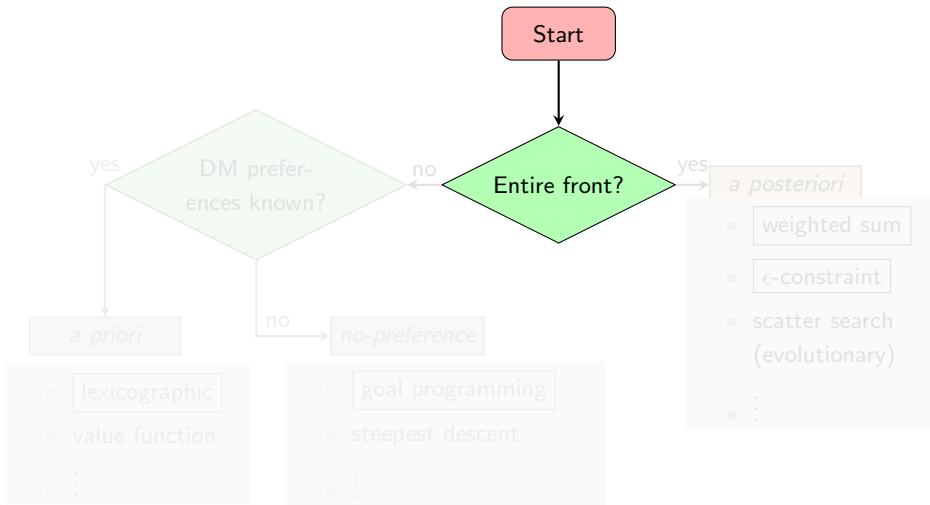 Start
Entire front?
yes
no
DM prefer-
ences known?
yes
no
a posteriori
• weighted sum
• ϵ-constraint
• scatter search
(evolutionary)
• ⋮
a priori
• lexicographic
• value function
• ⋮
no-preference
• goal programming
• steepest descent
• ⋮